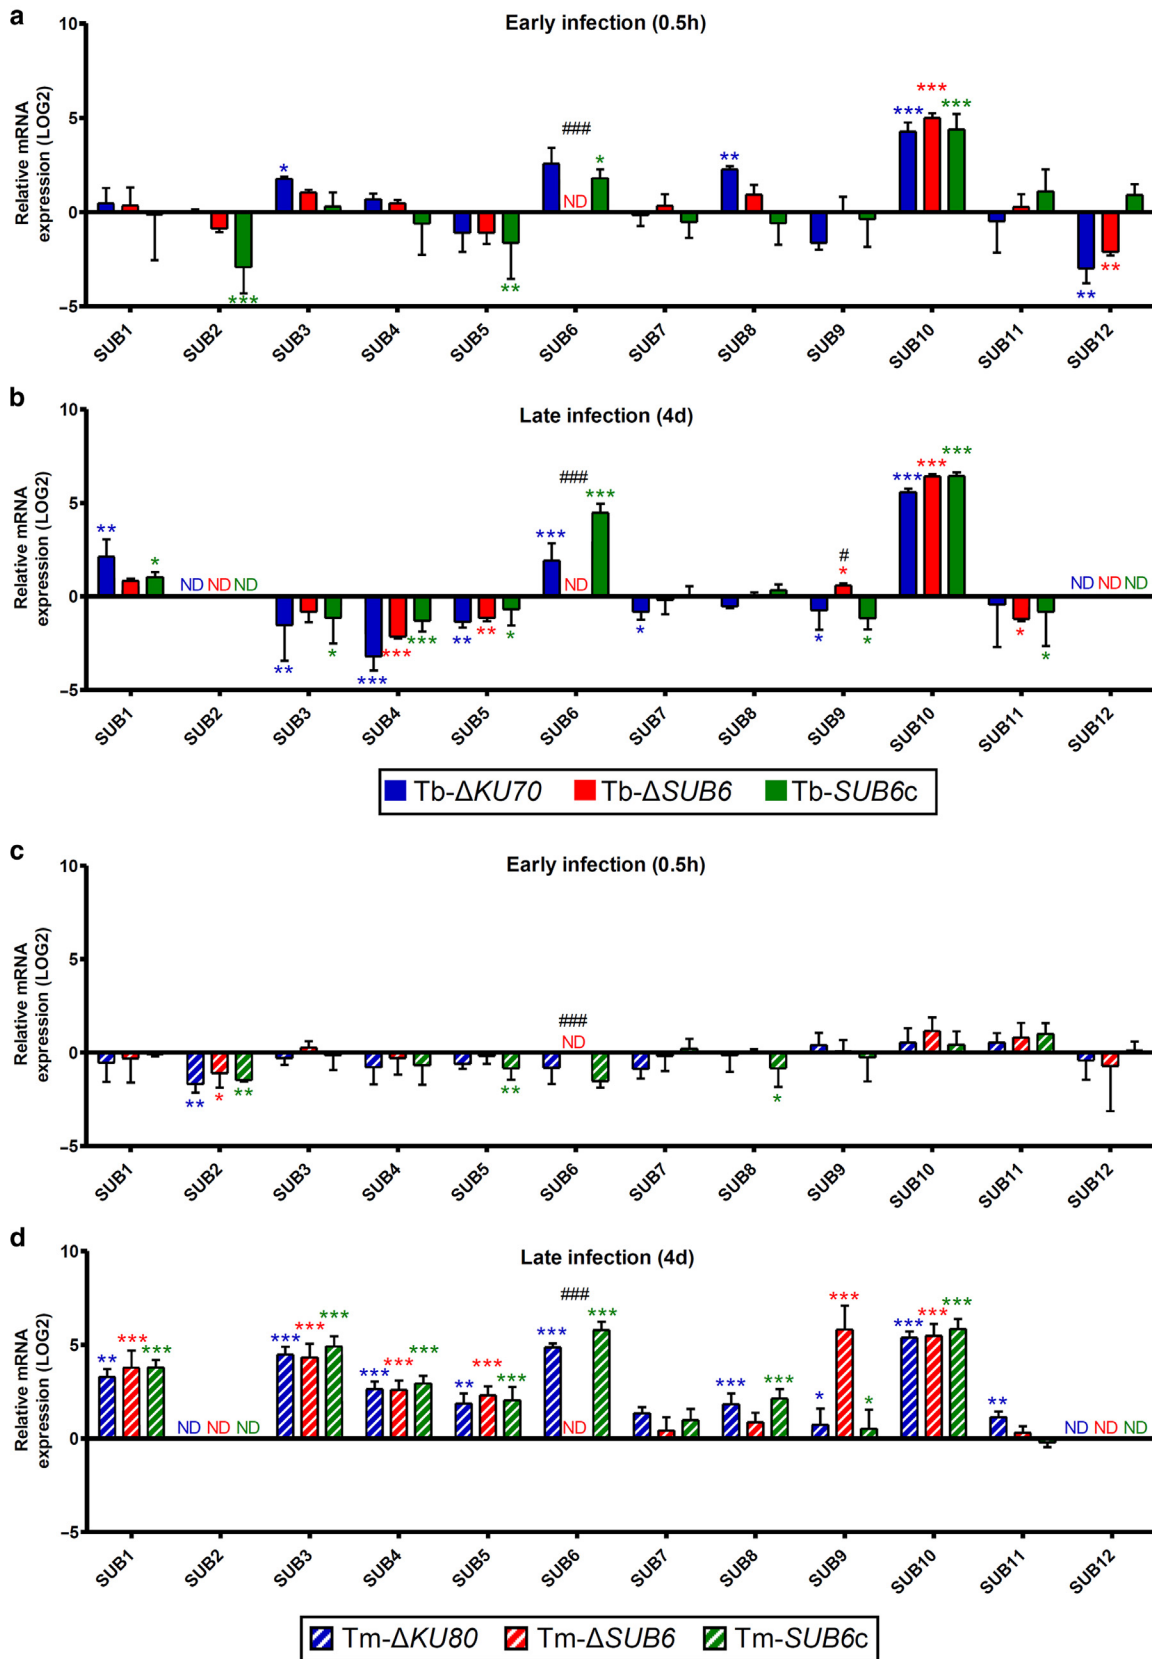 a
Early infection (0.5h)
Relative mRNA
expression (LOG2)
10
5
0
–5
*
***
**
###
ND
*
**
***
***
***
**
**
SUB1
SUB2
SUB3
SUB4
SUB5
SUB6
SUB7
SUB8
SUB9
SUB10
SUB11
SUB12
b
Late infection (4d)
Relative mRNA
expression (LOG2)
10
5
0
–5
**
*
ND ND ND
**
*
***
***
***
**
**
*
###
***
ND
***
*
#
*
*
*
***
***
***
*
*
ND ND ND
SUB1
SUB2
SUB3
SUB4
SUB5
SUB6
SUB7
SUB8
SUB9
SUB10
SUB11
SUB12
Tb-ΔKU70 Tb-ΔSUB6 Tb-SUB6c
c
Early infection (0.5h)
Relative mRNA
expression (LOG2)
10
5
0
–5
**
*
**
**
###
ND
*
SUB1
SUB2
SUB3
SUB4
SUB5
SUB6
SUB7
SUB8
SUB9
SUB10
SUB11
SUB12
d
Late infection (4d)
Relative mRNA
expression (LOG2)
10
5
0
–5
**
***
***
ND ND ND
***
***
***
***
***
***
**
***
***
###
***
ND
***
***
***
*
***
*
***
***
***
**
ND ND ND
SUB1
SUB2
SUB3
SUB4
SUB5
SUB6
SUB7
SUB8
SUB9
SUB10
SUB11
SUB12
Tm-ΔKU80 Tm-ΔSUB6 Tm-SUB6c